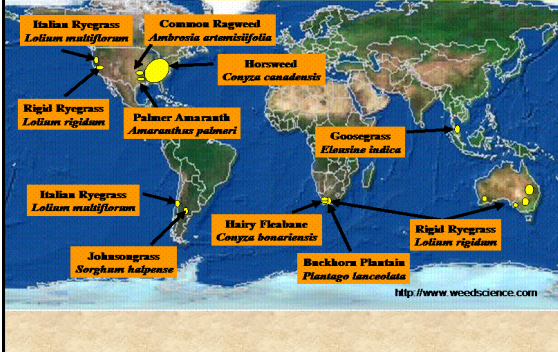 Italian Ryegrass
Lolium multiflorum
Common Ragweed
Ambrosia artemisiifolia
Horsweed
Conyza canadensis
Rigid Ryegrass
Lolium rigidum
Palmer Amaranth
Amaranthus palmeri
Goosegrass
Eleusine indica
Italian Ryegrass
Lolium multiflorum
Hairy Fleabane
Conyza bonariensis
Rigid Ryegrass
Lolium rigidum
Johnsongrass
Sorghum halpense
Buckhorn Plantain
Plantago lanceolata
http://www.weedscience.com